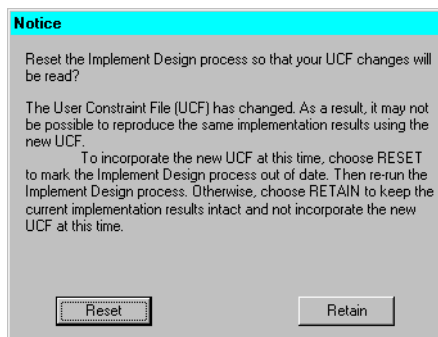 Notice
Reset the Implement Design process so that your UCF changes will
be read?
The User Constraint File (UCF) has changed. As a result, it may not
be possible to reproduce the same implementation results using the
new UCF.
To incorporate the new UCF at this time, choose RESET
to mark the Implement Design process out of date. Then re-run the
Implement Design process. Otherwise, choose RETAIN to keep the
current implementation results intact and not incorporate the new
UCF at this time.
Reset
Retain